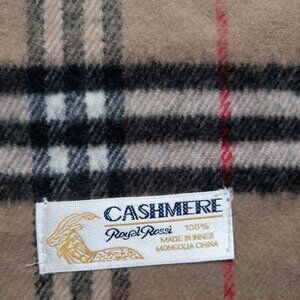 CASHMERE
Royal Rossi
100%
MADE IN INNER
MONGOLIA CHINA